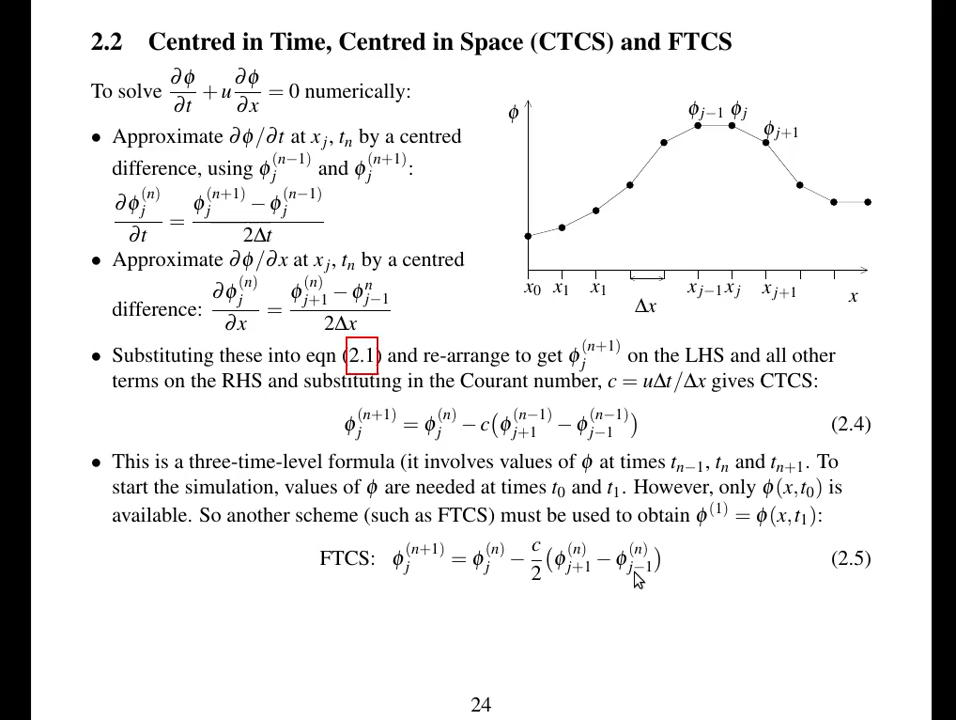 2.2 Centred in Time, Centred in Space (CTCS) and FTCS
To solve ∂ϕ/∂t + u ∂ϕ/∂x = 0 numerically:
• Approximate ∂ϕ/∂t at x_j, t_n by a centred
difference, using ϕ_j^(n−1) and ϕ_j^(n+1):
∂ϕ_j^(n)/∂t = (ϕ_j^(n+1) − ϕ_j^(n−1))/2Δt
• Approximate ∂ϕ/∂x at x_j, t_n by a centred
difference: ∂ϕ_j^(n)/∂x = (ϕ_{j+1}^(n) − ϕ_{j−1}^n)/2Δx
ϕ
ϕ_{j−1} ϕ_j
ϕ_{j+1}
x_0 x_1 x_1 x_{j−1} x_j x_{j+1} x
Δx
• Substituting these into eqn (2.1) and re-arrange to get ϕ_j^(n+1) on the LHS and all other
terms on the RHS and substituting in the Courant number, c = uΔt/Δx gives CTCS:
ϕ_j^(n+1) = ϕ_j^(n) − c(ϕ_{j+1}^(n−1) − ϕ_{j−1}^(n−1)) (2.4)
• This is a three-time-level formula (it involves values of ϕ at times t_{n−1}, t_n and t_{n+1}. To
start the simulation, values of ϕ are needed at times t_0 and t_1. However, only ϕ(x,t_0) is
available. So another scheme (such as FTCS) must be used to obtain ϕ^(1) = ϕ(x,t_1):
FTCS: ϕ_j^(n+1) = ϕ_j^(n) − c/2 (ϕ_{j+1}^(n) − ϕ_{j−1}^(n)) (2.5)
24